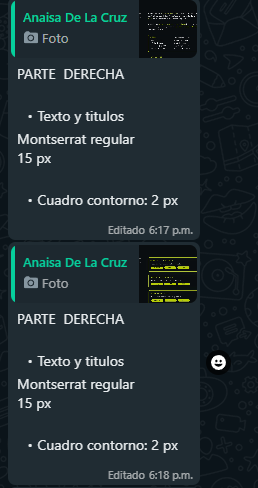 Anaisa De La Cruz
Foto
PARTE DERECHA
• Texto y titulos
Montserrat regular
15 px
• Cuadro contorno: 2 px
Editado 6:17 p.m.
Anaisa De La Cruz
Foto
PARTE DERECHA
• Texto y titulos
Montserrat regular
15 px
• Cuadro contorno: 2 px
Editado 6:18 p.m.